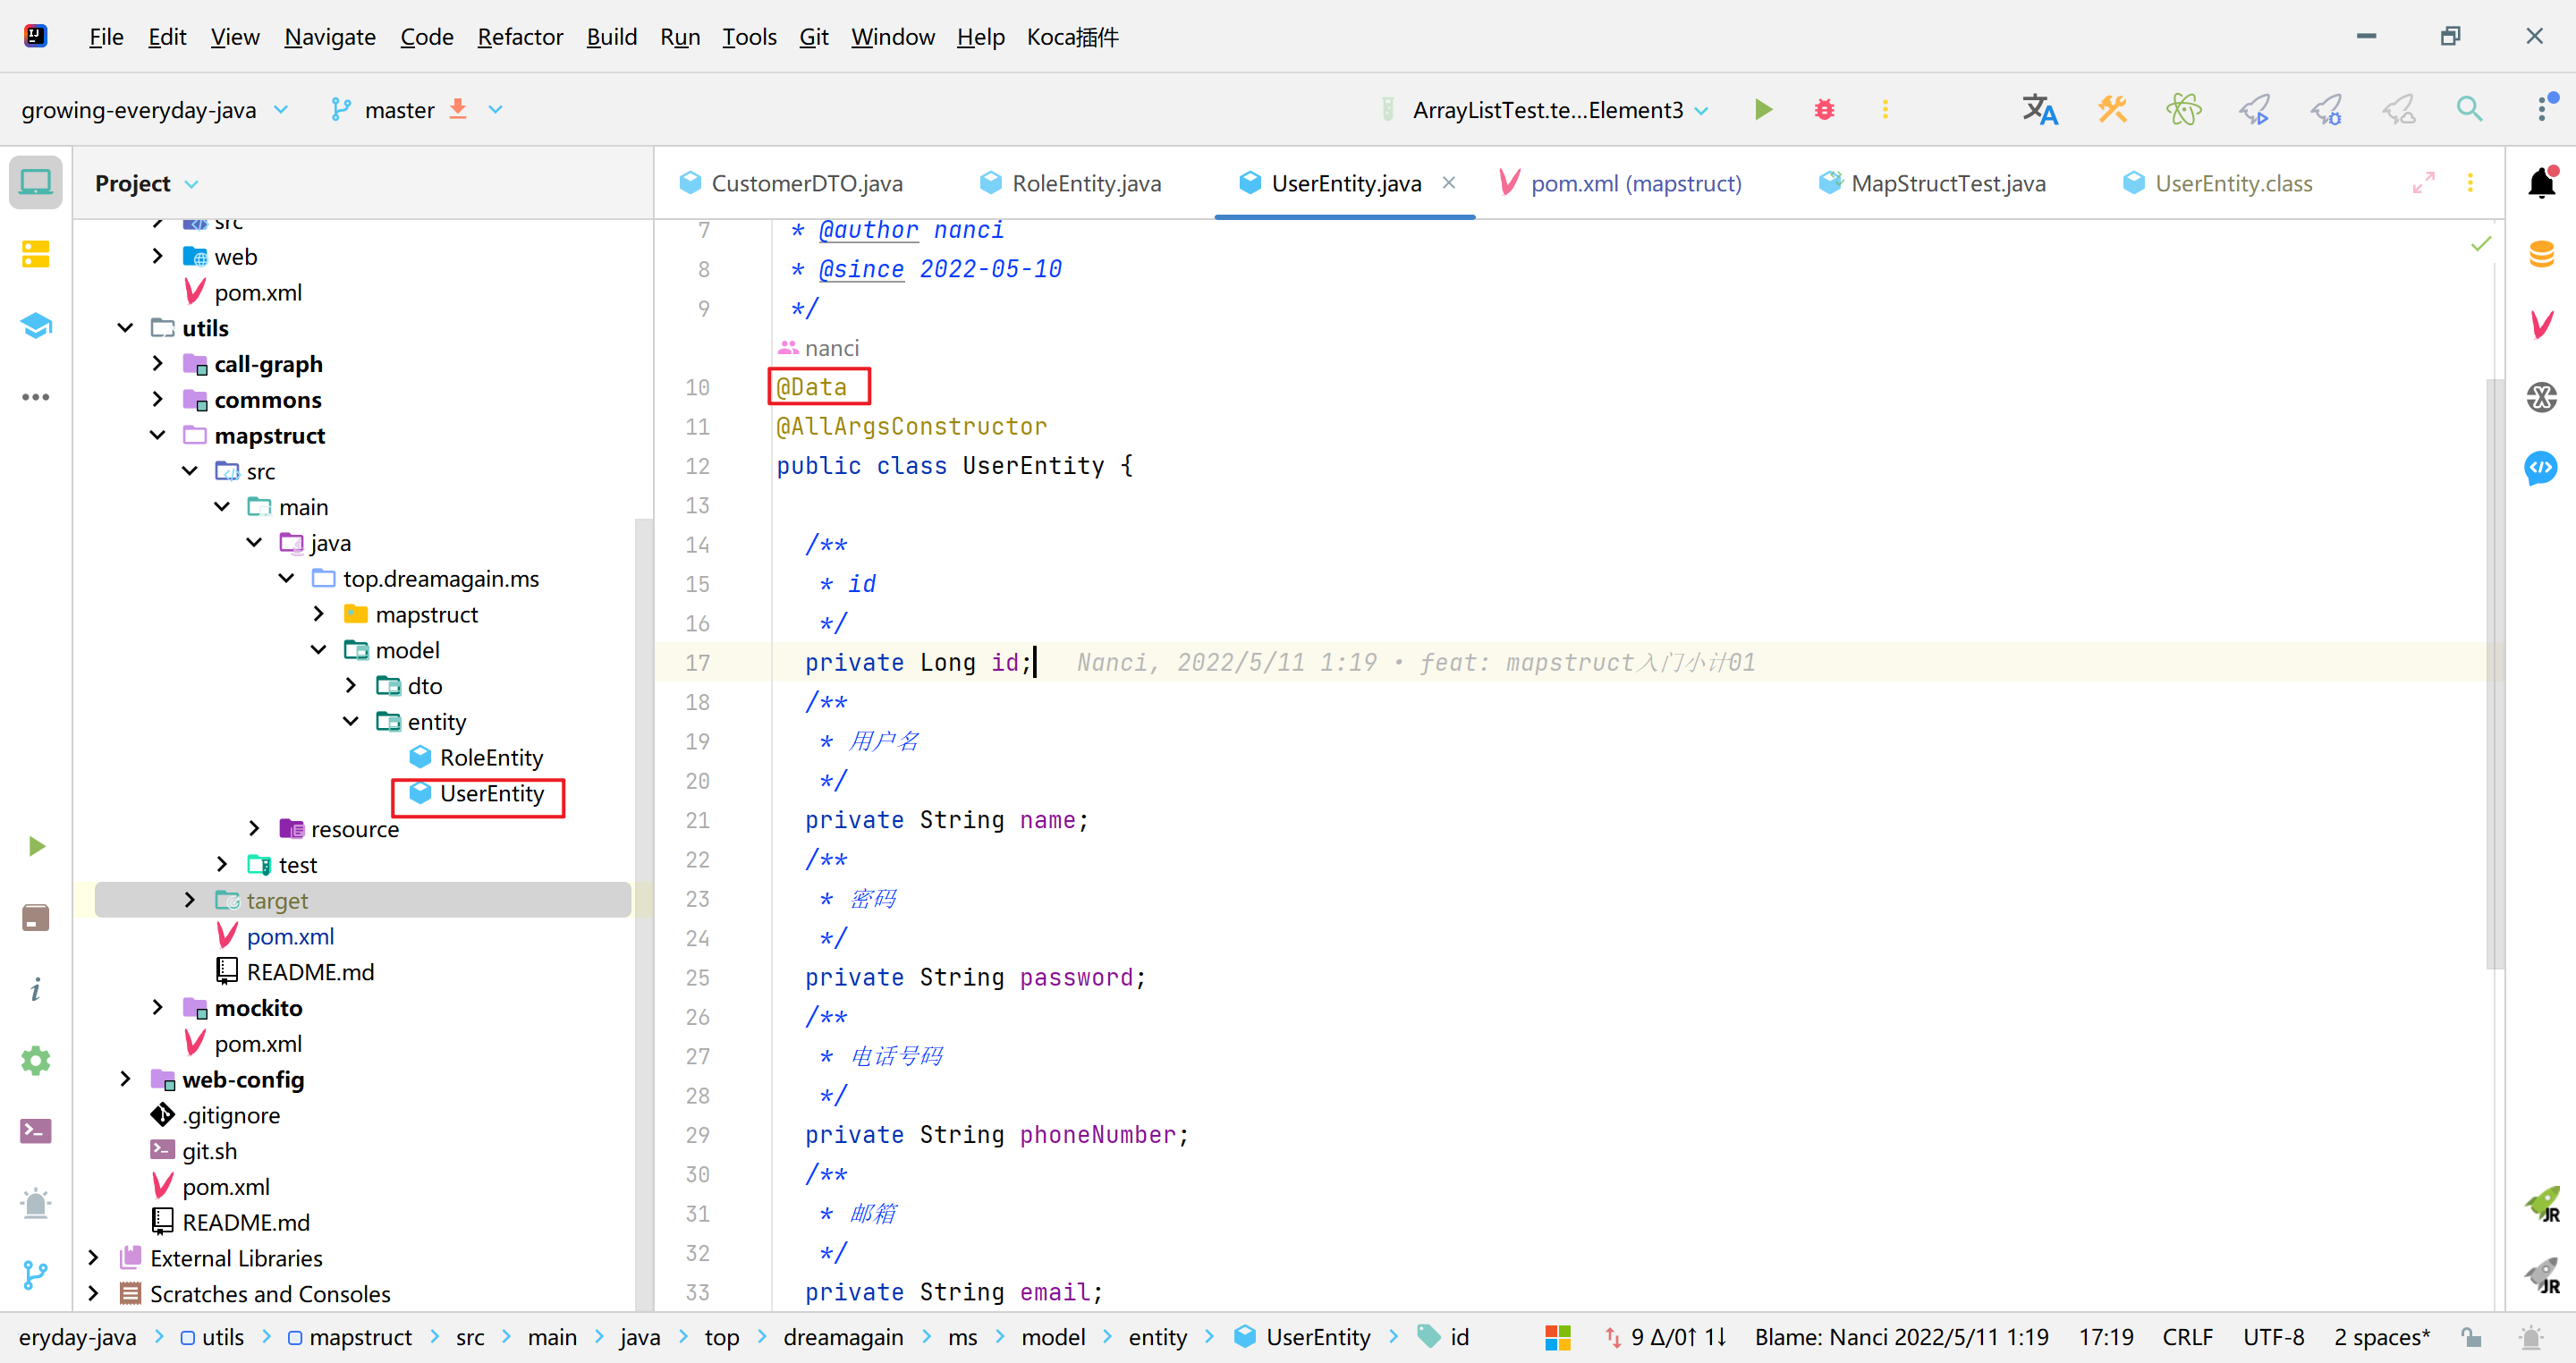 File Edit View Navigate Code Refactor Build Run Tools Git Window Help Koca插件
growing-everyday-java master ArrayListTest.te...Element3
Project
src
web
pom.xml
utils
call-graph
commons
mapstruct
src
main
java
top.dreamagain.ms
mapstruct
model
dto
entity
RoleEntity
UserEntity
resource
test
target
pom.xml
README.md
mockito
pom.xml
web-config
.gitignore
git.sh
pom.xml
README.md
External Libraries
Scratches and Consoles
CustomerDTO.java RoleEntity.java UserEntity.java pom.xml (mapstruct) MapStructTest.java UserEntity.class
7 * @author nanci
8 * @since 2022-05-10
9 */
nanci
10 @Data
11 @AllArgsConstructor
12 public class UserEntity {
13
14 /**
15 * id
16 */
17 private Long id; Nanci, 2022/5/11 1:19 • feat: mapstruct入门小计01
18 /**
19 * 用户名
20 */
21 private String name;
22 /**
23 * 密码
24 */
25 private String password;
26 /**
27 * 电话号码
28 */
29 private String phoneNumber;
30 /**
31 * 邮箱
32 */
33 private String email;
JR
JR
eryday-java > utils > mapstruct > src > main > java > top > dreamagain > ms > model > entity > UserEntity > id 9 Δ/0↑ 1↓ Blame: Nanci 2022/5/11 1:19 17:19 CRLF UTF-8 2 spaces*